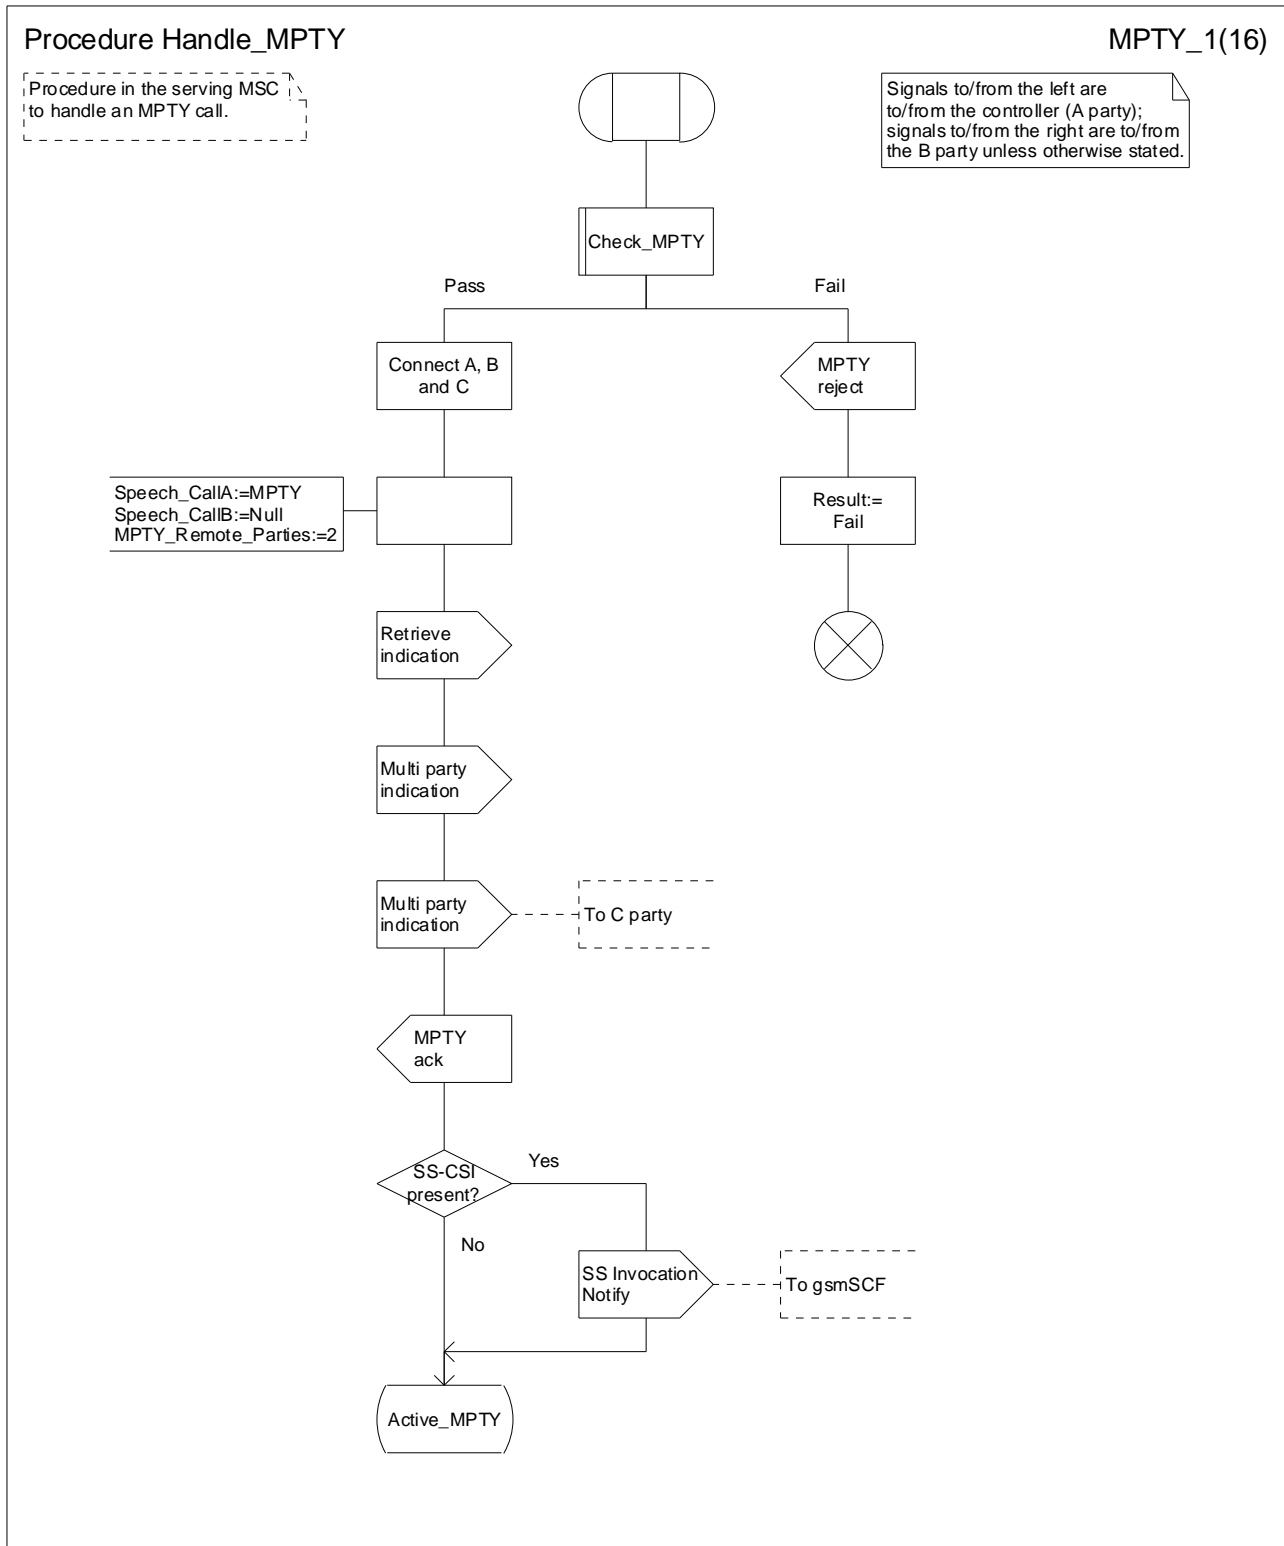 Procedure Handle_MPTY
MPTY_1(16)
Procedure in the serving MSC
to handle an MPTY call.
Signals to/from the left are
to/from the controller (A party);
signals to/from the right are to/from
the B party unless otherwise stated.
Check_MPTY
Pass
Fail
Connect A, B
and C
MPTY
reject
Speech_CallA:=MPTY
Speech_CallB:=Null
MPTY_Remote_Parties:=2
Result:=
Fail
Retrieve
indication
Multi party
indication
Multi party
indication
To C party
MPTY
ack
SS-CSI
present?
Yes
No
SS Invocation
Notify
To gsmSCF
Active_MPTY